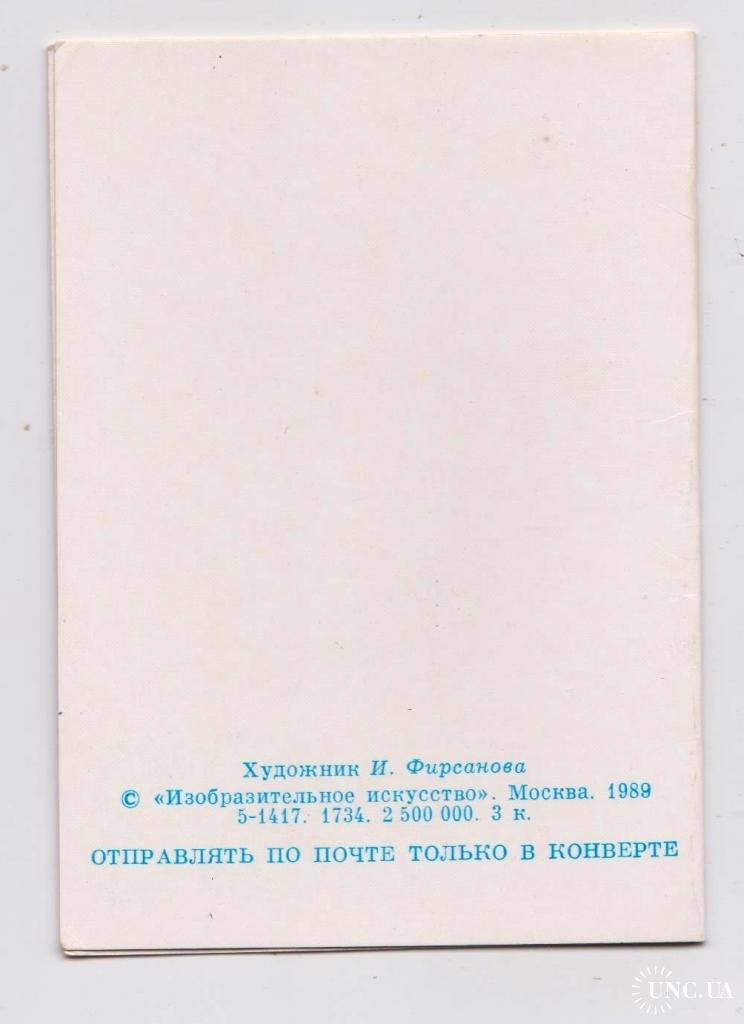 Художник И. Фирсанова
© «Изобразительное искусство». Москва. 1989
5-1417. 1734. 2 500 000. 3 к.
ОТПРАВЛЯТЬ ПО ПОЧТЕ ТОЛЬКО В КОНВЕРТЕ
UNC.UA